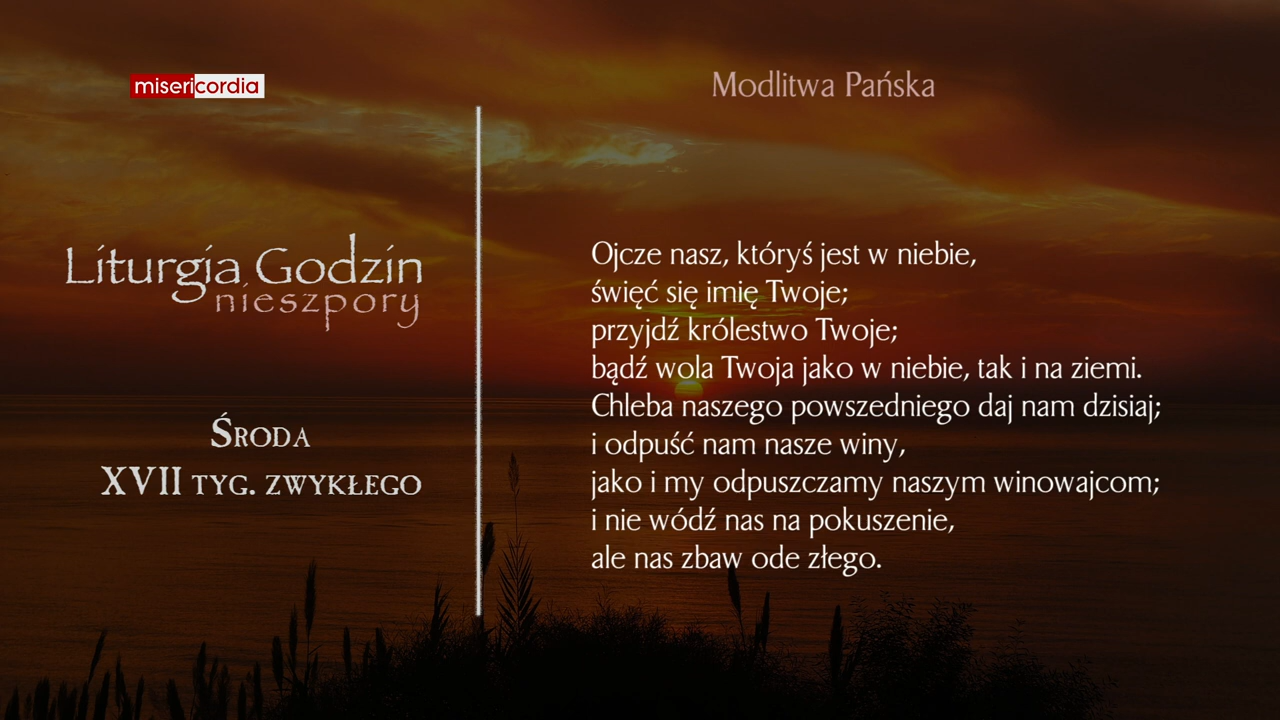 misericordia
Liturgia Godzin
nieszpory
Środa
XVII tyg. zwykłego
Modlitwa Pańska
Ojcze nasz, któryś jest w niebie,
święć się imię Twoje;
przyjdź królestwo Twoje;
bądź wola Twoja jako w niebie, tak i na ziemi.
Chleba naszego powszedniego daj nam dzisiaj;
i odpuść nam nasze winy,
jako i my odpuszczamy naszym winowajcom;
i nie wódź nas na pokuszenie,
ale nas zbaw ode złego.